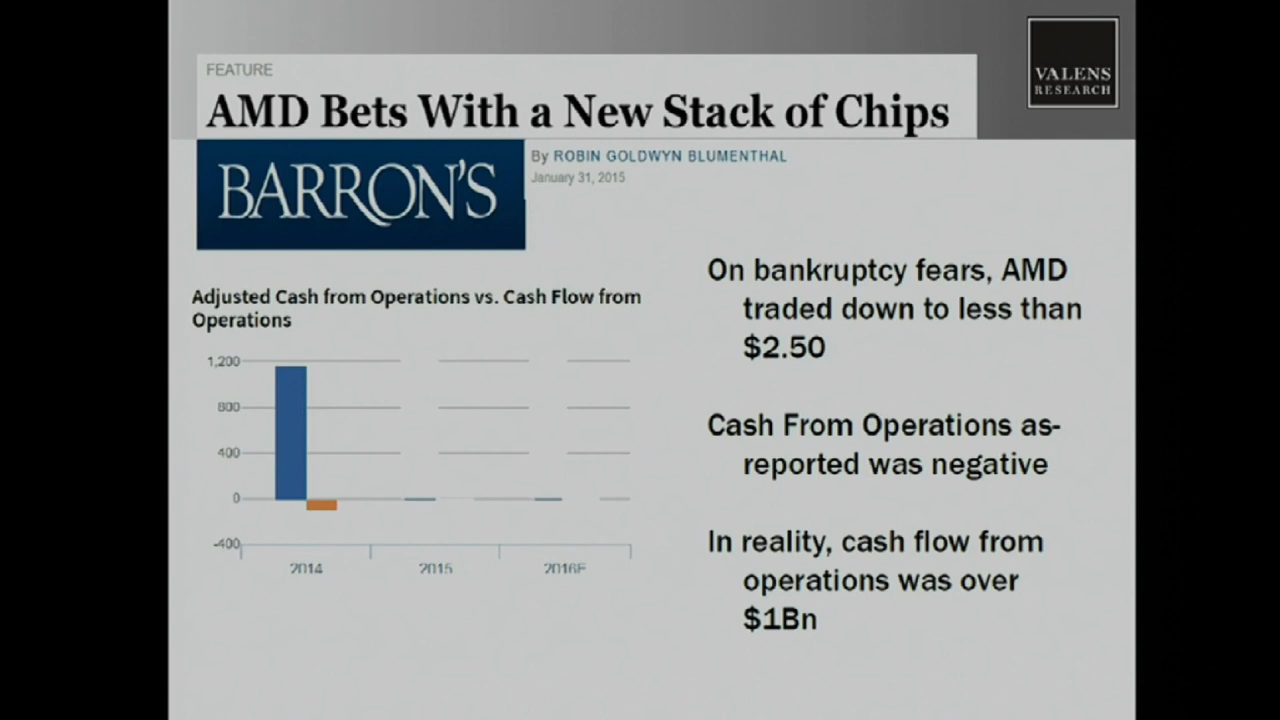 FEATURE
AMD Bets With a New Stack of Chips
VALENS
RESEARCH
BARRON'S
By ROBIN GOLDWYN BLUMENTHAL
January 31, 2015
Adjusted Cash from Operations vs. Cash Flow from
Operations
1,200
800
400
0
-400
2014
2015
2016E
On bankruptcy fears, AMD
traded down to less than
$2.50
Cash From Operations as-
reported was negative
In reality, cash flow from
operations was over
$1Bn